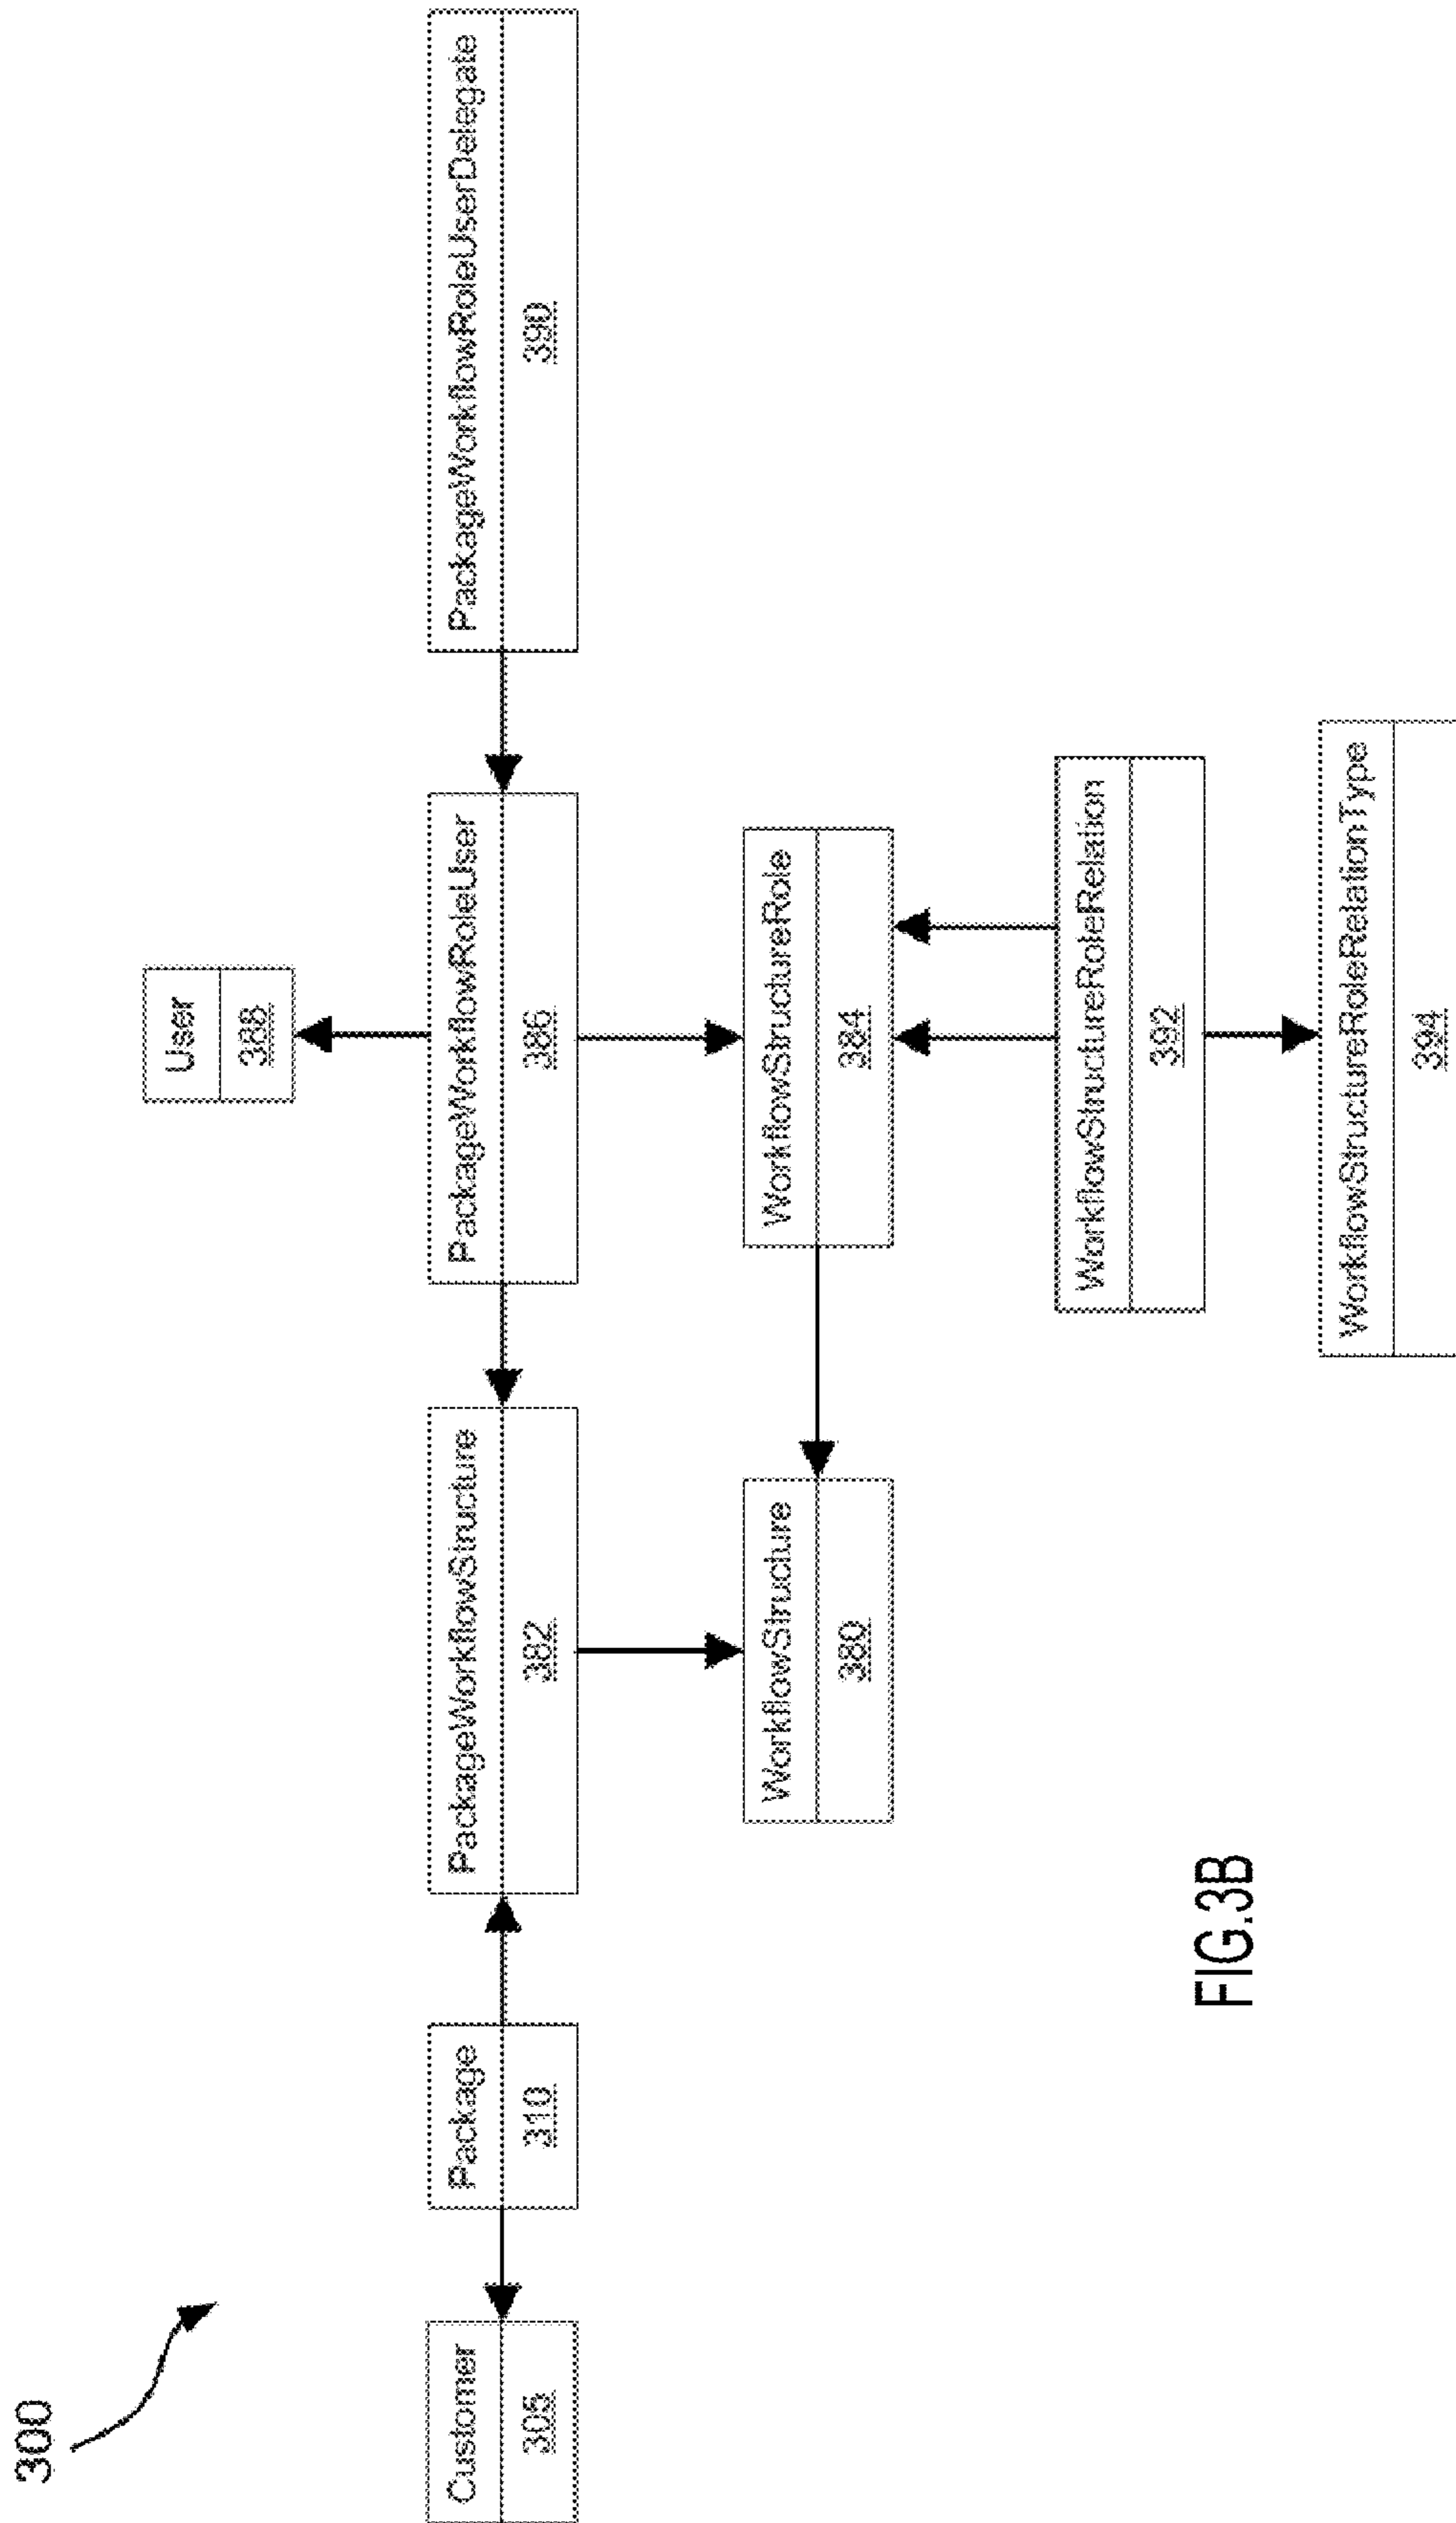 300
User
388
Customer
305
Package
310
PackageWorkflowStructure
382
PackageWorkflowRoleUser
386
PackageWorkflowRoleUserDelegate
390
WorkflowStructure
380
WorkflowStructureRole
384
WorkflowStructureRoleRelation
392
WorkflowStructureRoleRelationType
394
FIG.3B